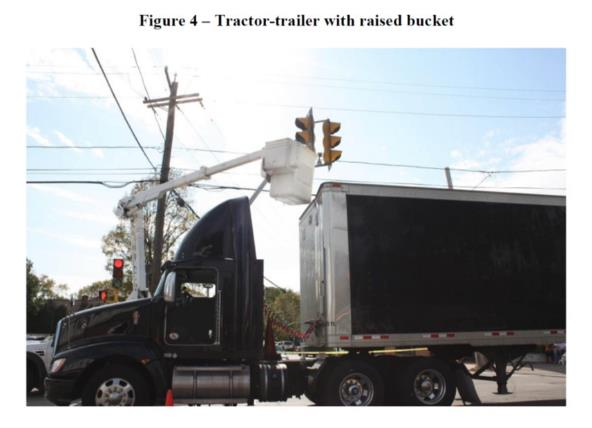 Figure 4 – Tractor-trailer with raised bucket